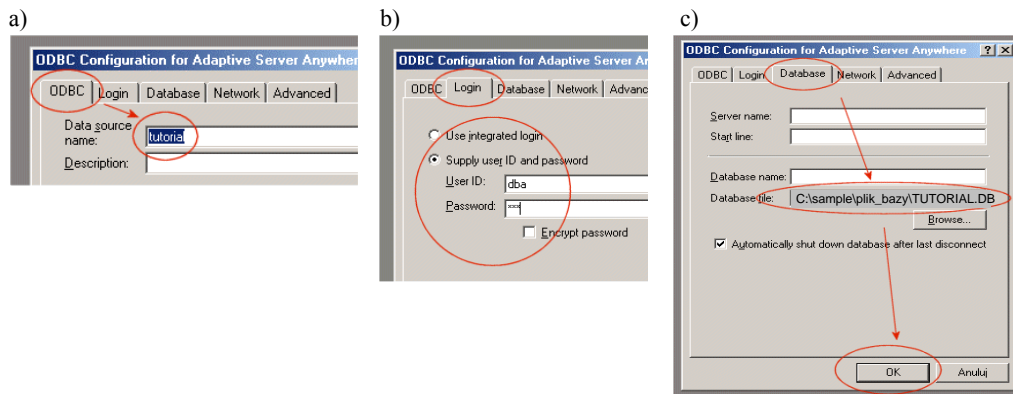 a)
ODBC Configuration for Adaptive Server Anywher
ODBC Login Database Network Advanced
Data source
name:
tutorial
Description:
b)
ODBC Configuration for Adaptive Server Ar
ODBC Login Database Network Advanc
Use integrated login
Supply user ID and password
User ID: dba
Password: ***
Encrypt password
c)
ODBC Configuration for Adaptive Server Anywhere
ODBC Login Database Network Advanced
Server name:
Start line:
Database name:
Database file: C:\sample\plik_bazy\TUTORIAL.DB
Browse...
Automatically shut down database after last disconnect
OK Anuluj